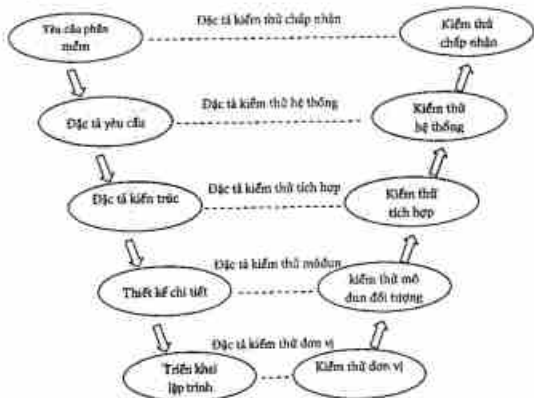 Yêu cầu phần
mềm
Đặc tả kiểm thử chấp nhận
Kiểm thử
chấp nhận
Đặc tả yêu cầu
Đặc tả kiểm thử hệ thống
Kiểm thử
hệ thống
Đặc tả kiến trúc
Đặc tả kiểm thử tích hợp
Kiểm thử
tích hợp
Thiết kế chi tiết
Đặc tả kiểm thử môđun
kiểm thử mô
đun đối tượng
Triển khai
lập trình
Đặc tả kiểm thử đơn vị
Kiểm thử đơn vị